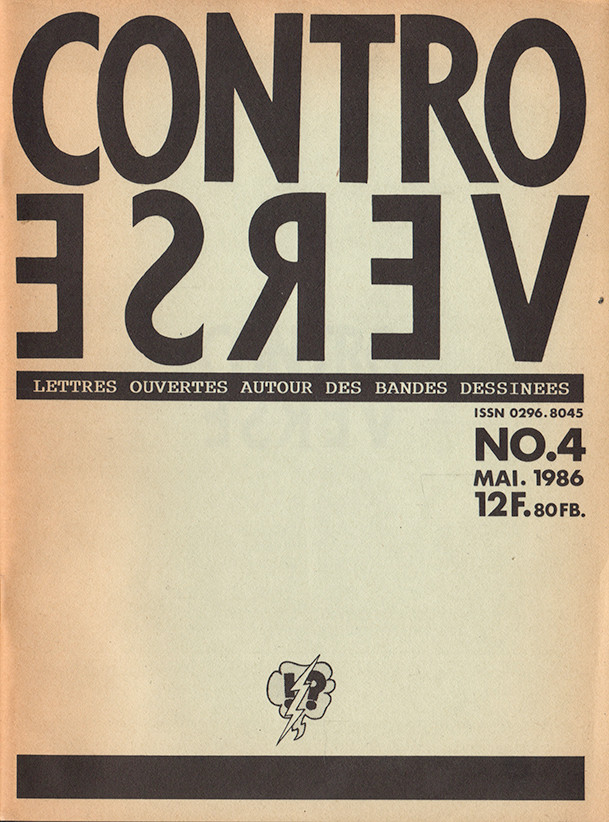 CONTRO
VERSE
LETTRES OUVERTES AUTOUR DES BANDES DESSINEES
ISSN 0296.8045
NO.4
MAI. 1986
12F. 80FB.
!?